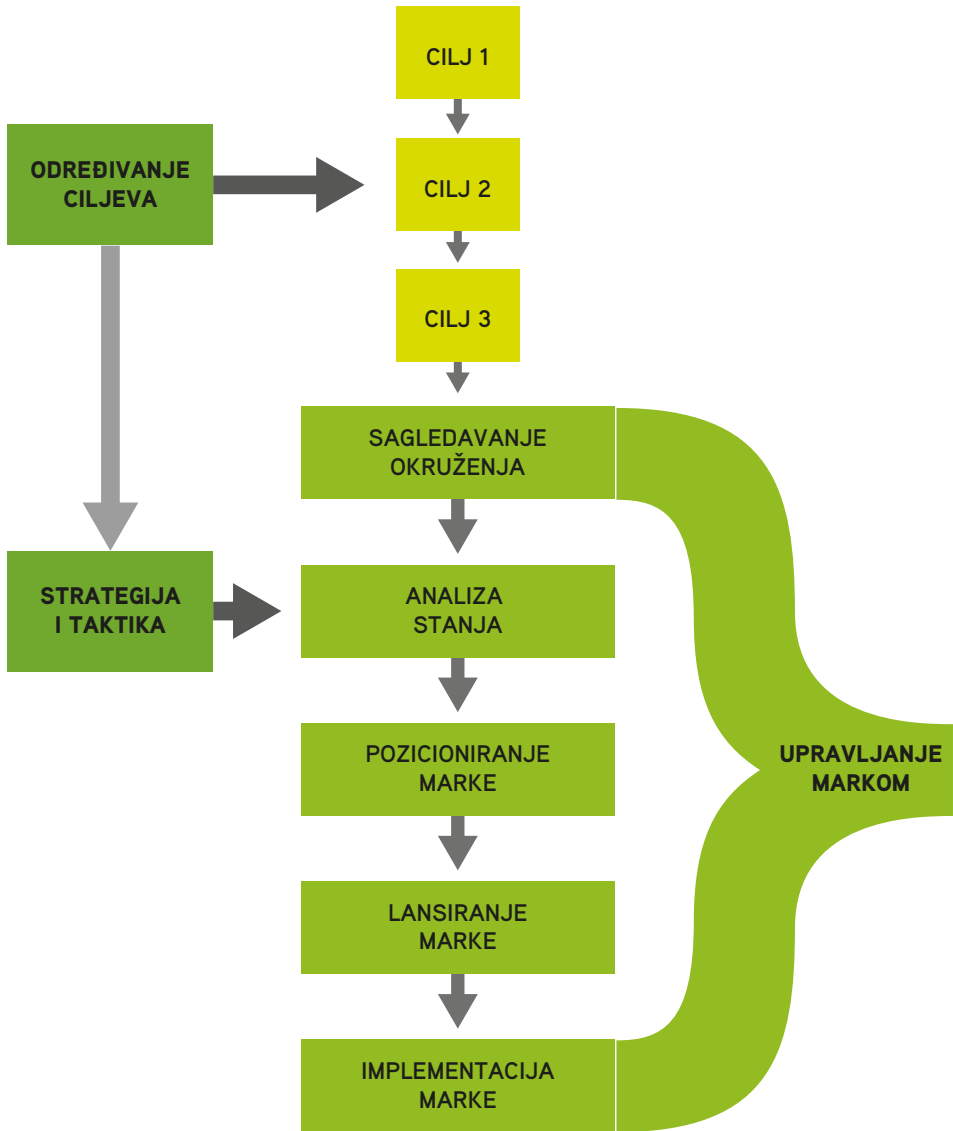 CILJ 1
ODREĐIVANJE
CILJEVA
CILJ 2
CILJ 3
SAGLEDAVANJE
OKRUŽENJA
STRATEGIJA
I TAKTIKA
ANALIZA
STANJA
POZICIONIRANJE
MARKE
UPRAVLJANJE
MARKOM
LANSIRANJE
MARKE
IMPLEMENTACIJA
MARKE